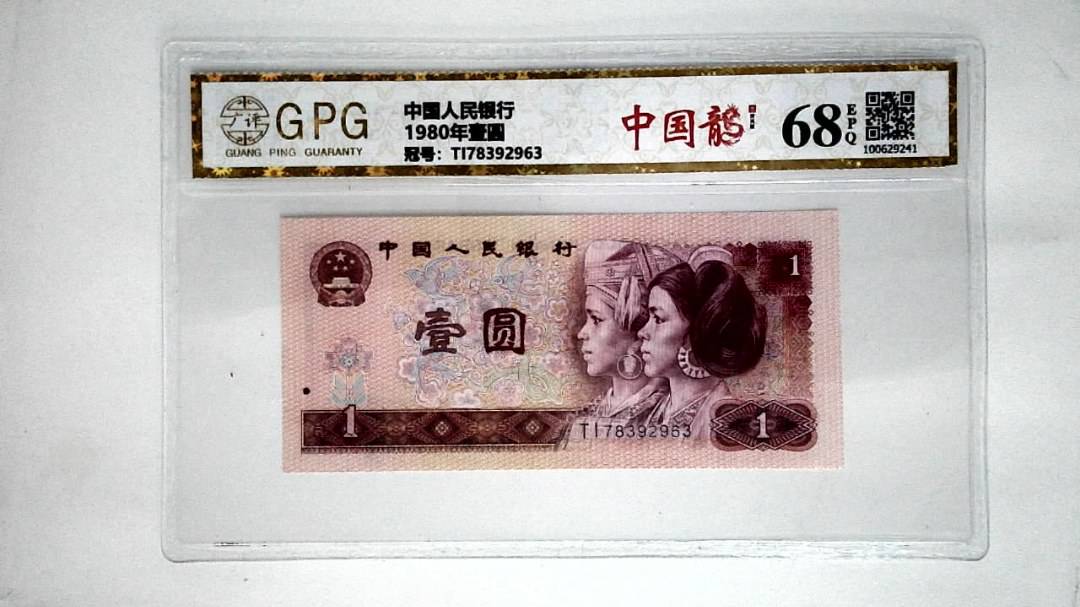 广评
GPG
GUANG PING GUARANTY
中国人民银行
1980年壹圆
冠号：TI78392963
中国龍
68
EPQ
100629241
中国人民银行
1
壹圆
1
TI78392963
1